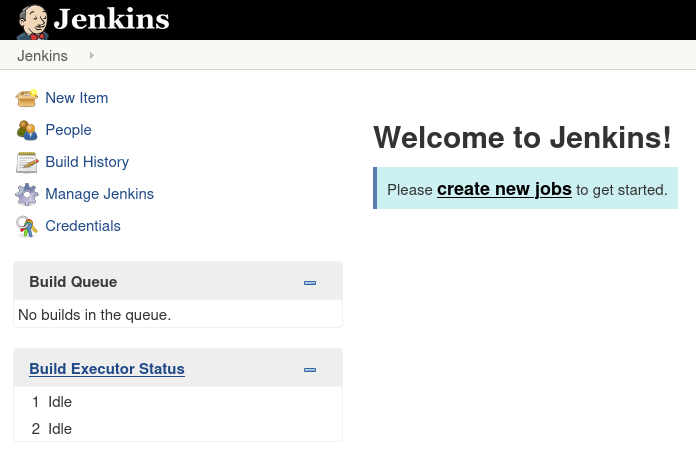 Jenkins
Jenkins
New Item
People
Build History
Manage Jenkins
Credentials
Build Queue
No builds in the queue.
Build Executor Status
1 Idle
2 Idle
Welcome to Jenkins!
Please create new jobs to get started.